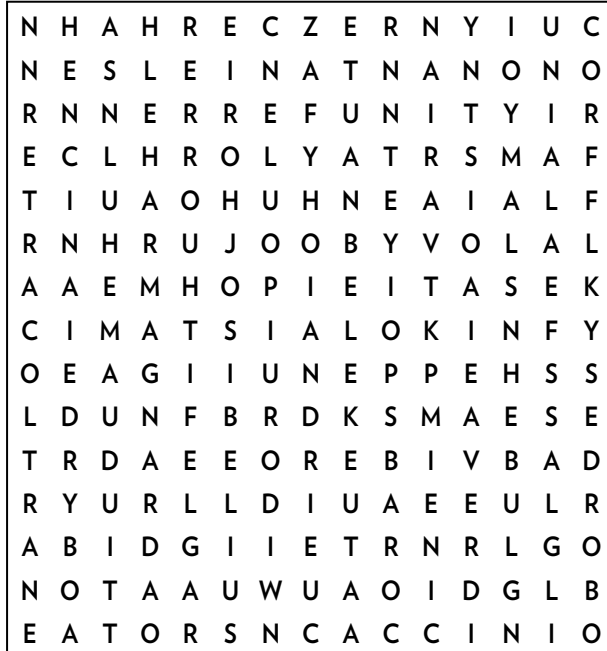 N H A H R E C Z E R N Y I U C
N E S L E I N A T N A N O N O
R N N E R R E F U N I T Y I R
E C L H R O L Y A T R S M A F
T I U A O H U H N E A I A L F
R N H R U J O O B Y V O L A L
A A E M H O P I E I T A S E K
C I M A T S I A L O K I N F Y
O E A G I I U N E P P E H S S
L D U N F B R D K S M A E S E
T R D A E E O R E B I V B A D
R Y U R L L D I U A E E U L R
A B I D G I I E T R N R L G O
N O T A A U W U A O I D G L B
E A T O R S N C A C C I N I O